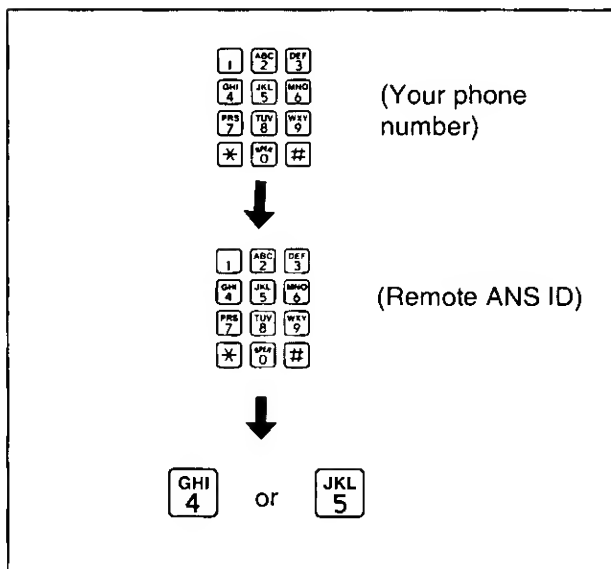 ABC DEF
1 2 3
GHI JKL MNO
4 5 6
PRS TUV WXY
7 8 9
* OPER #
0
(Your phone
number)
ABC DEF
1 2 3
GHI JKL MNO
4 5 6
PRS TUV WXY
7 8 9
* OPER #
0
(Remote ANS ID)
GHI JKL
4 or 5